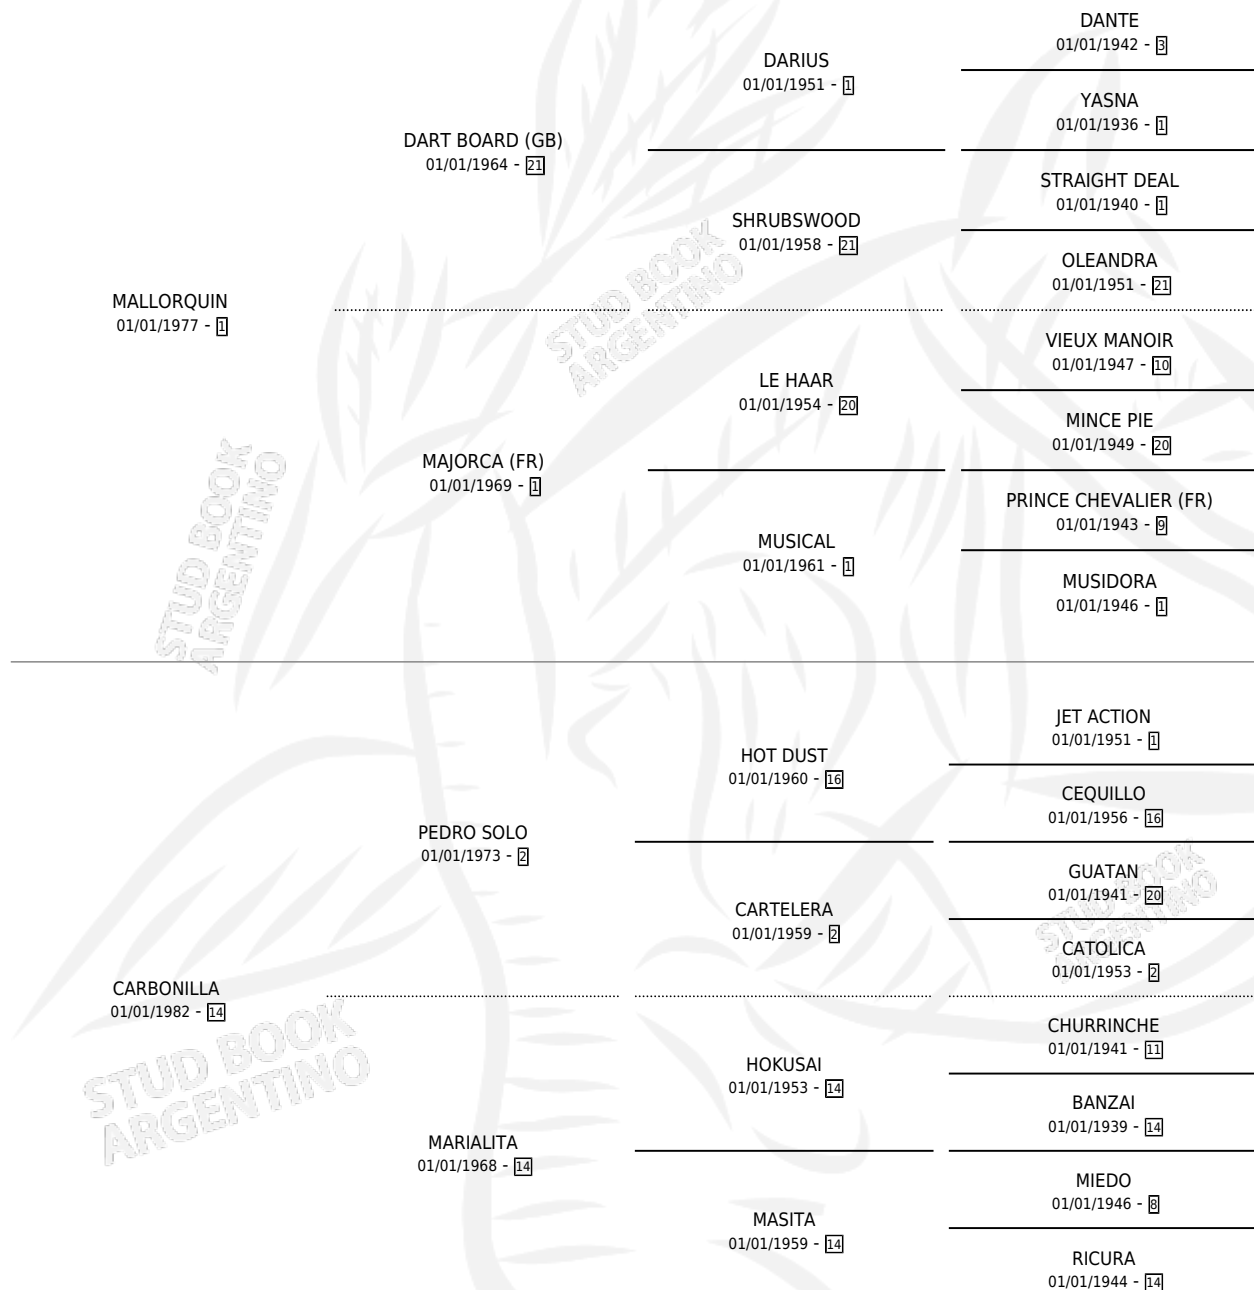 DANTE
01/01/1942 - 3
DARIUS
01/01/1951 - 1
YASNA
01/01/1936 - 1
DART BOARD (GB)
01/01/1964 - 21
STRAIGHT DEAL
01/01/1940 - 1
SHRUBSWOOD
01/01/1958 - 21
OLEANDRA
01/01/1951 - 21
MALLORQUIN
01/01/1977 - 1
VIEUX MANOIR
01/01/1947 - 10
LE HAAR
01/01/1954 - 20
MINCE PIE
01/01/1949 - 20
MAJORCA (FR)
01/01/1969 - 1
PRINCE CHEVALIER (FR)
01/01/1943 - 9
MUSICAL
01/01/1961 - 1
MUSIDORA
01/01/1946 - 1
JET ACTION
01/01/1951 - 1
HOT DUST
01/01/1960 - 16
CEQUILLO
01/01/1956 - 16
PEDRO SOLO
01/01/1973 - 2
GUATAN
01/01/1941 - 20
CARTELERA
01/01/1959 - 2
CATOLICA
01/01/1953 - 2
CARBONILLA
01/01/1982 - 14
CHURRINCHE
01/01/1941 - 11
HOKUSAI
01/01/1953 - 14
BANZAI
01/01/1939 - 14
MARIALITA
01/01/1968 - 14
MIEDO
01/01/1946 - 8
MASITA
01/01/1959 - 14
RICURA
01/01/1944 - 14
STUD BOOK
ARGENTINO
STUD BOOK
ARGENTINO
STUD BOOK
ARGENTINO
STUD BOOK
ARGENTINO